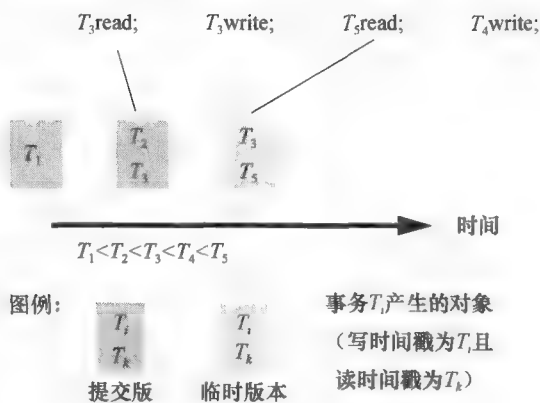 T3read; T3write; T5read; T4write;
T1
T2
T3
T3
T5
时间
T1<T2<T3<T4<T5
图例：
Ti
Tk
提交版
Ti
Tk
临时版本
事务Ti产生的对象
（写时间戳为Ti且
读时间戳为Tk）